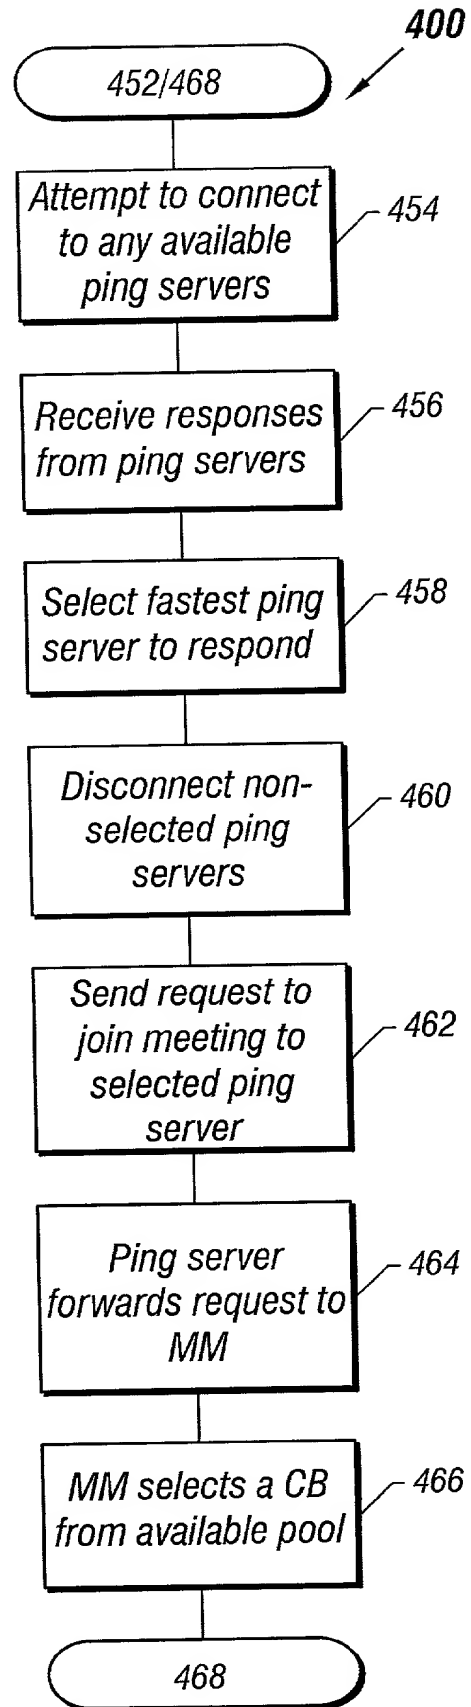 400
452/468
Attempt to connect
to any available
ping servers
454
Receive responses
from ping servers
456
Select fastest ping
server to respond
458
Disconnect non-
selected ping
servers
460
Send request to
join meeting to
selected ping
server
462
Ping server
forwards request to
MM
464
MM selects a CB
from available pool
466
468